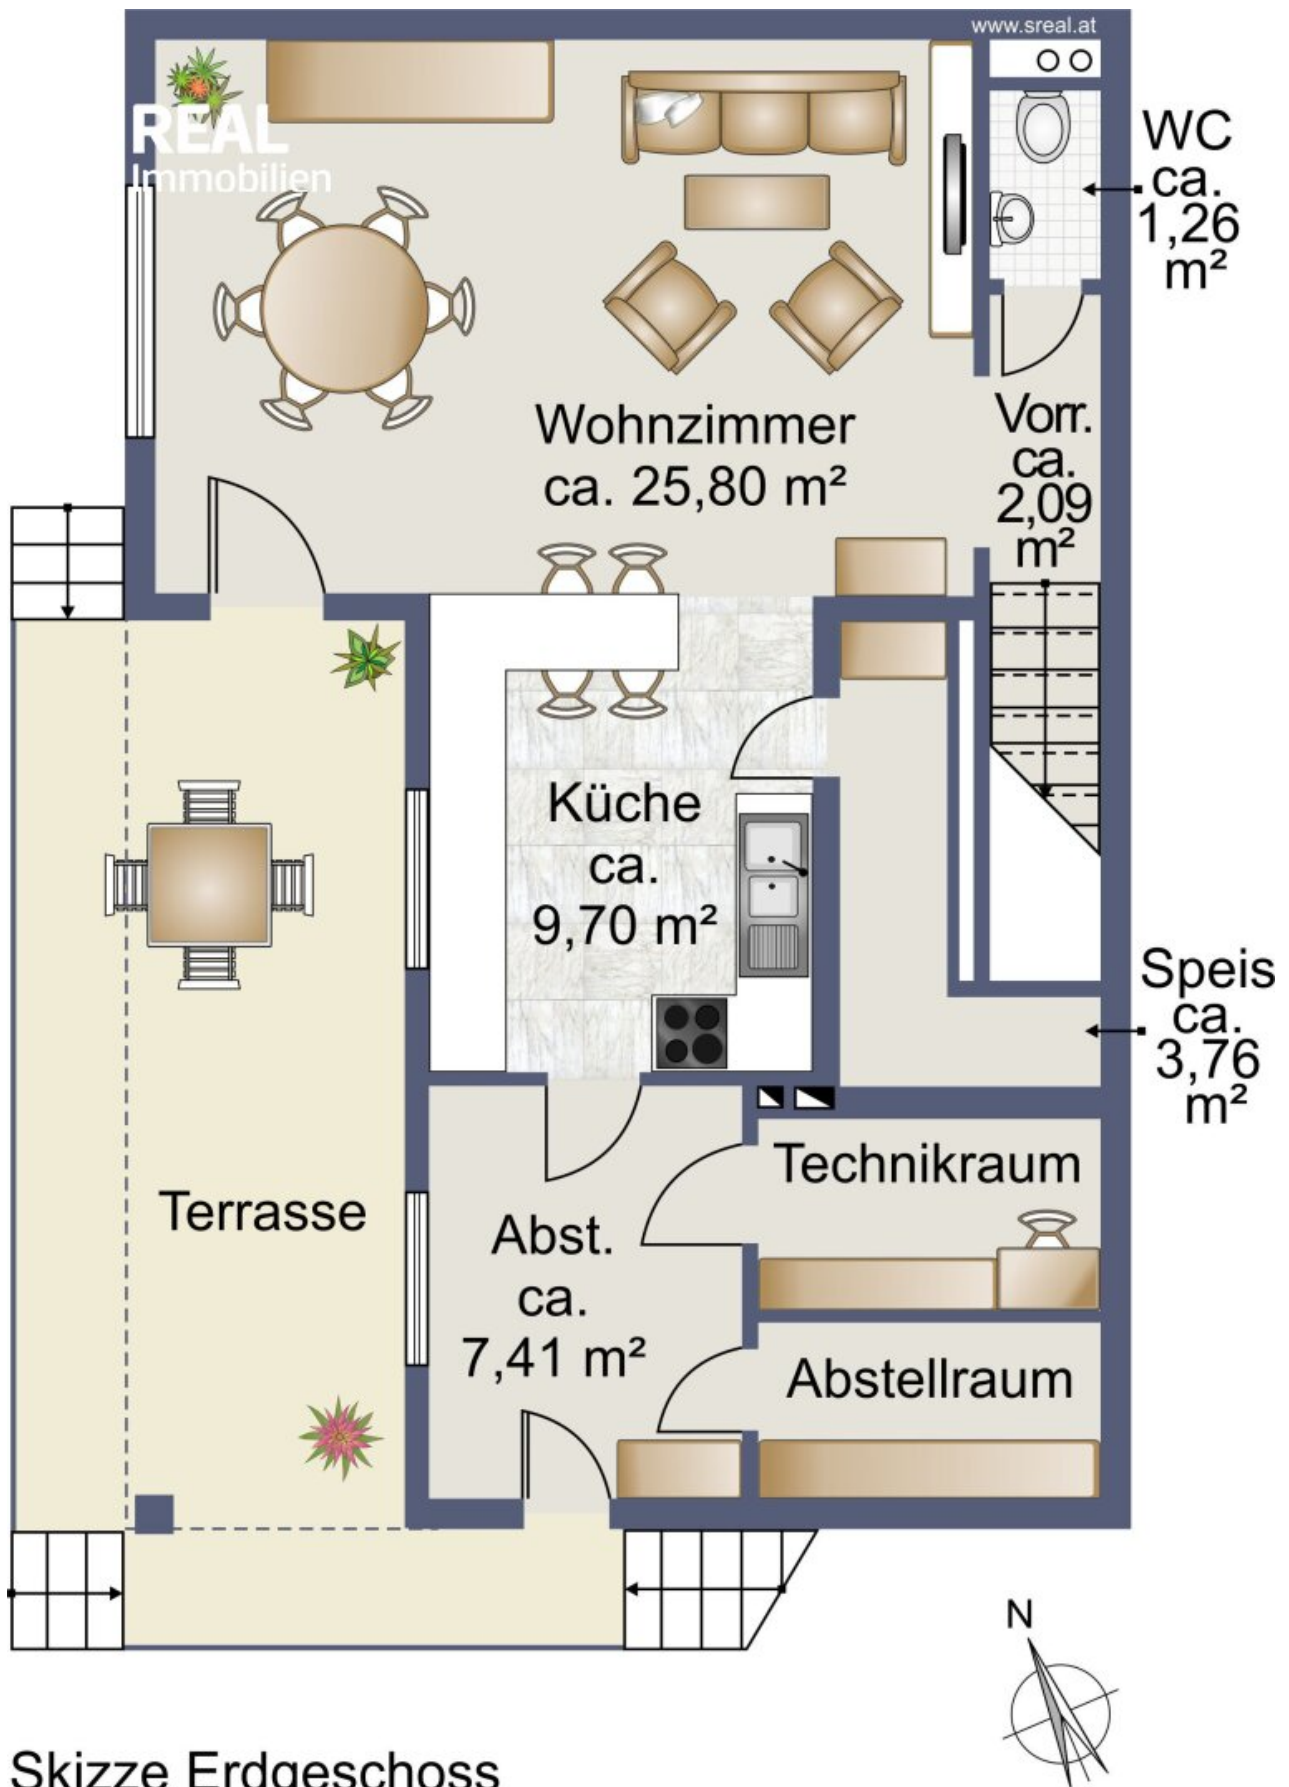 www.sreal.at
REAL
Immobilien
WC
ca.
1,26
m²
Wohnzimmer
ca. 25,80 m²
Vorr.
ca.
2,09
m²
Küche
ca.
9,70 m²
Speis
ca.
3,76
m²
Technikraum
Terrasse
Abst.
ca.
7,41 m²
Abstellraum
N
Skizze Erdgeschoss